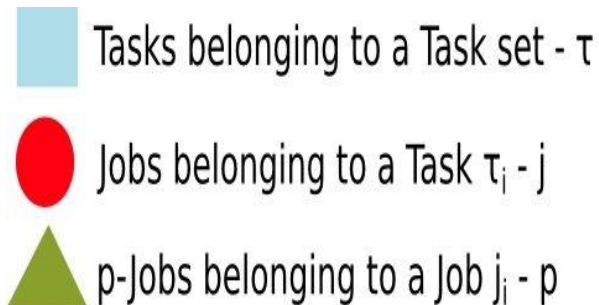 Tasks belonging to a Task set - τ
Jobs belonging to a Task τᵢ - j
p-Jobs belonging to a Job jᵢ - p